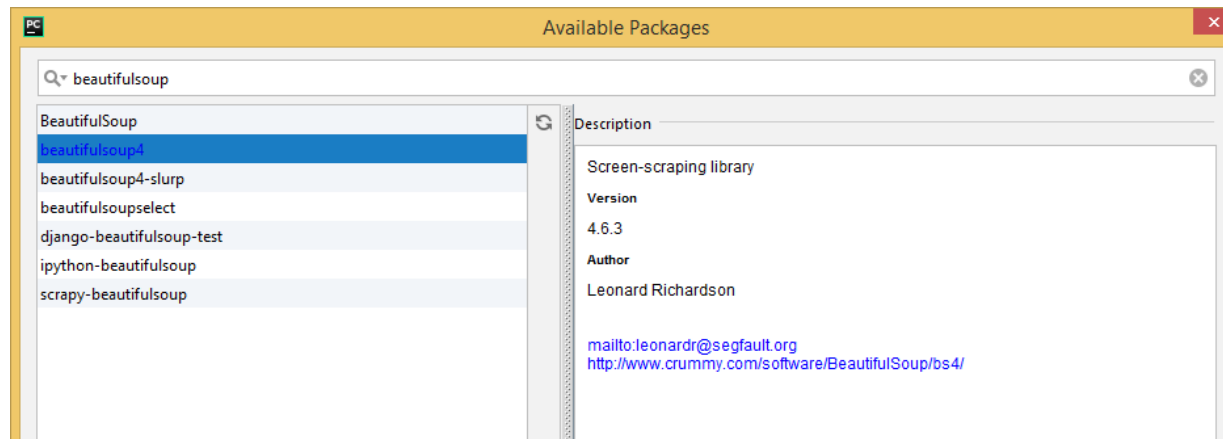 PC
Available Packages
beautifulsoup
BeautifulSoup
beautifulsoup4
beautifulsoup4-slurp
beautifulsoupselect
django-beautifulsoup-test
ipython-beautifulsoup
scrapy-beautifulsoup
Description
Screen-scraping library
Version
4.6.3
Author
Leonard Richardson
mailto:leonardr@segfault.org
http://www.crummy.com/software/BeautifulSoup/bs4/